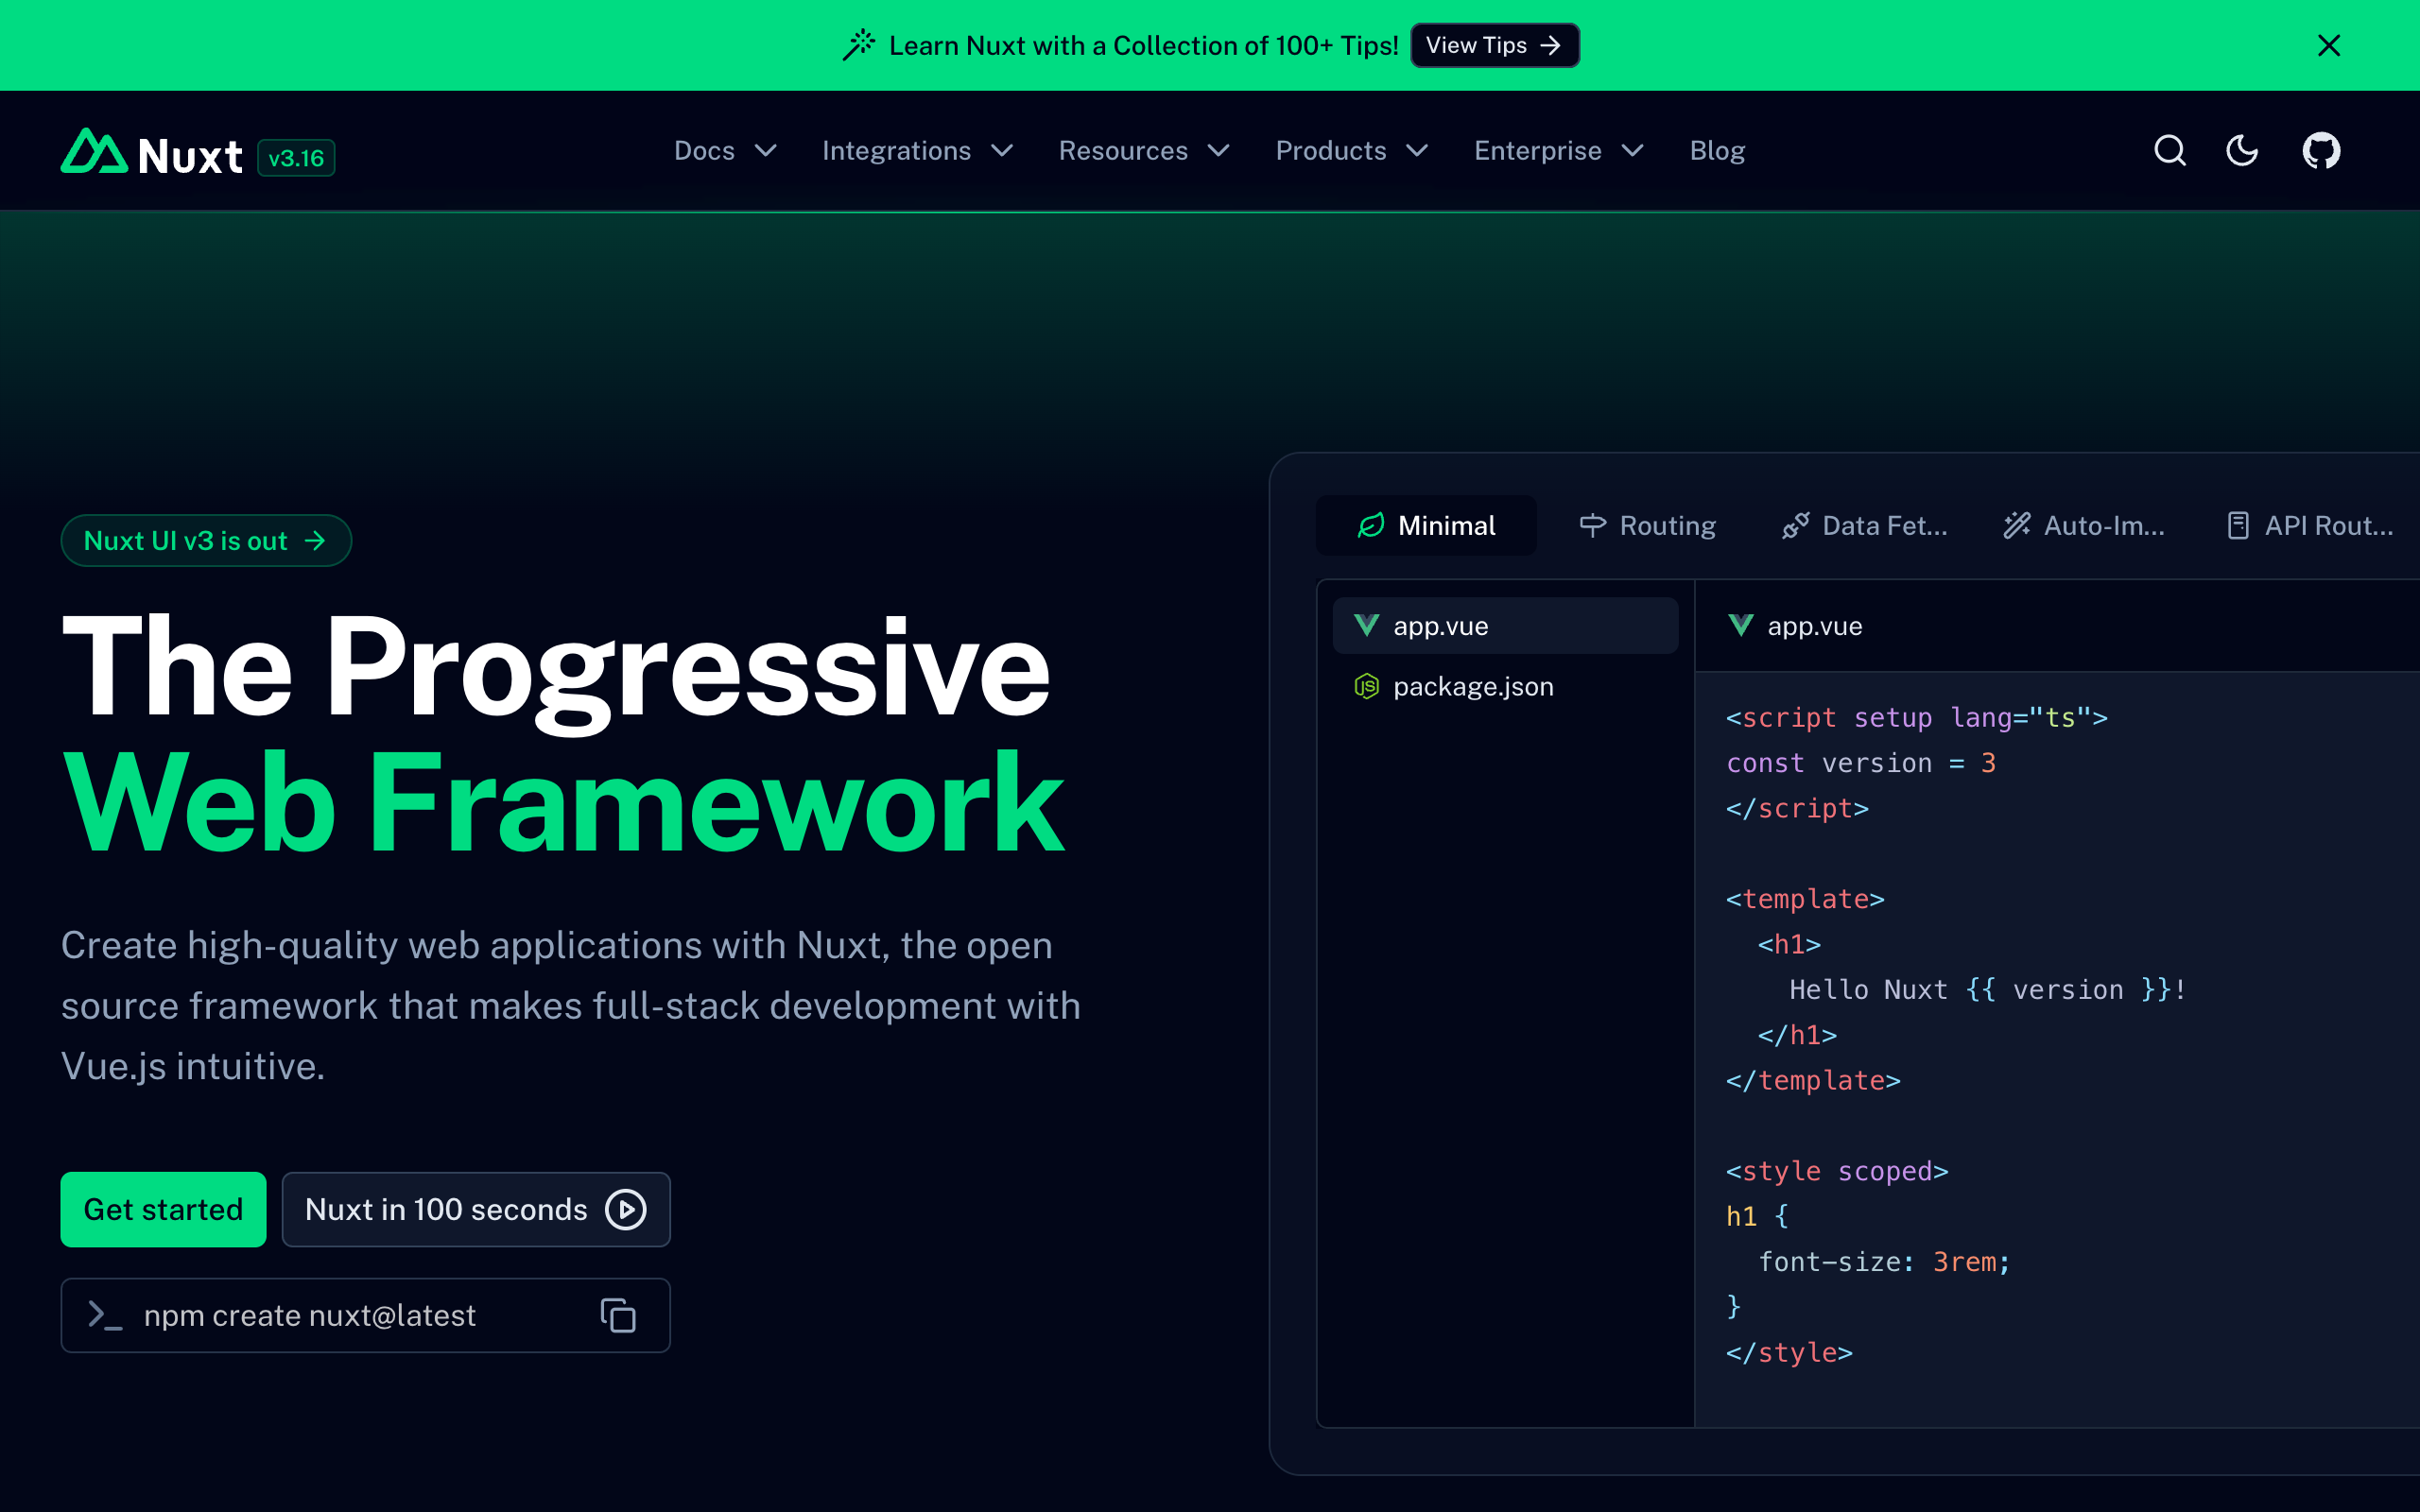 Learn Nuxt with a Collection of 100+ Tips! View Tips
Nuxt v3.16 Docs Integrations Resources Products Enterprise Blog
Nuxt UI v3 is out
The Progressive
Web Framework
Create high-quality web applications with Nuxt, the open
source framework that makes full-stack development with
Vue.js intuitive.
Get started Nuxt in 100 seconds
npm create nuxt@latest
Minimal Routing Data Fet... Auto-Im... API Rout...
app.vue
JS package.json
app.vue
<script setup lang="ts">
const version = 3
</script>
<template>
  <h1>
    Hello Nuxt {{ version }}!
  </h1>
</template>
<style scoped>
h1 {
  font-size: 3rem;
}
</style>